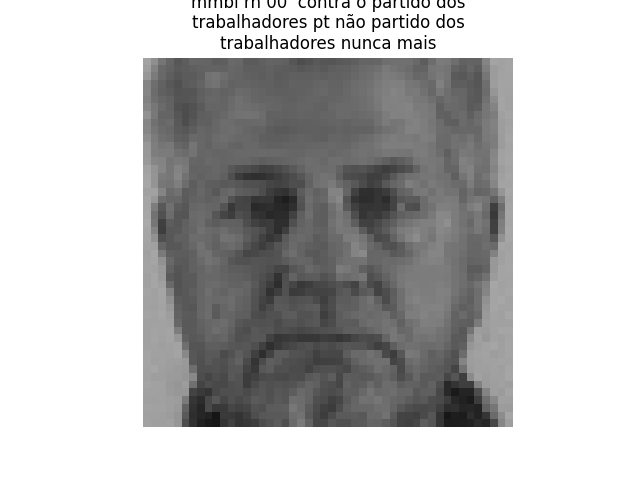 contra o partido dos
trabalhadores pt não partido dos
trabalhadores nunca mais